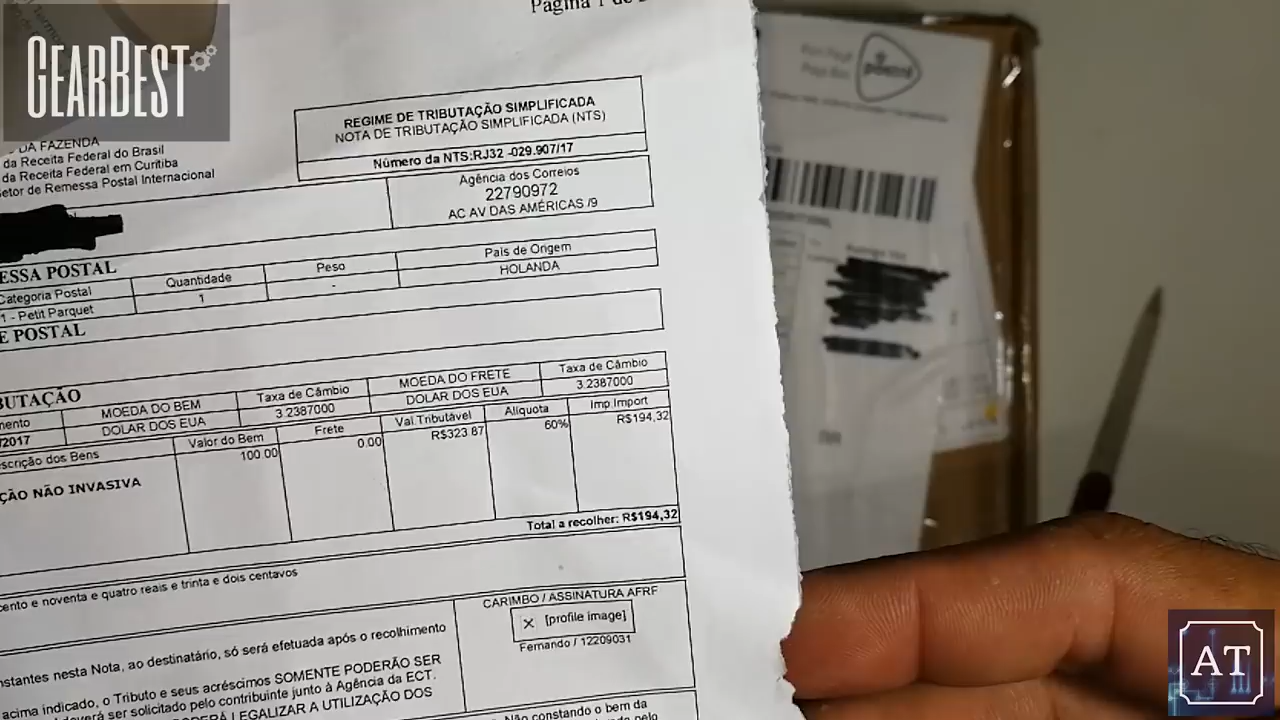 GEARBEST
Pagina 1 de
DA FAZENDA
da Receita Federal do Brasil
da Receita Federal em Curitiba
etor de Remessa Postal Internacional
REGIME DE TRIBUTAÇÃO SIMPLIFICADA
NOTA DE TRIBUTAÇÃO SIMPLIFICADA (NTS)
Número da NTS:RJ32 -029.907/17
Agência dos Correios
22790972
AC AV DAS AMÉRICAS /9
ESSA POSTAL
Categoria Postal Quantidade Peso País de Origem
1 - Petit Parquet 1 - HOLANDA
E POSTAL
BUTAÇÃO
mento MOEDA DO BEM Taxa de Câmbio MOEDA DO FRETE Taxa de Câmbio
/2017 DOLAR DOS EUA 3.2387000 DOLAR DOS EUA 3.2387000
escrição dos Bens Valor do Bem Frete Val.Tributável Alíquota Imp.Import
100.00 0.00 R$323.87 60% R$194,32
ÇÃO NÃO INVASIVA
Total a recolher: R$194,32
cento e noventa e quatro reais e trinta e dois centavos
CARIMBO / ASSINATURA AFRF
[profile image]
Fernando / 12209031
nstantes nesta Nota, ao destinatário, só será efetuada após o recolhimento
acima indicado, o Tributo e seus acréscimos SOMENTE PODERÃO SER
deverá ser solicitado pelo contribuinte junto à Agência da ECT.
DERÁ LEGALIZAR A UTILIZAÇÃO DOS
Não constando o bem da
postnl
AT